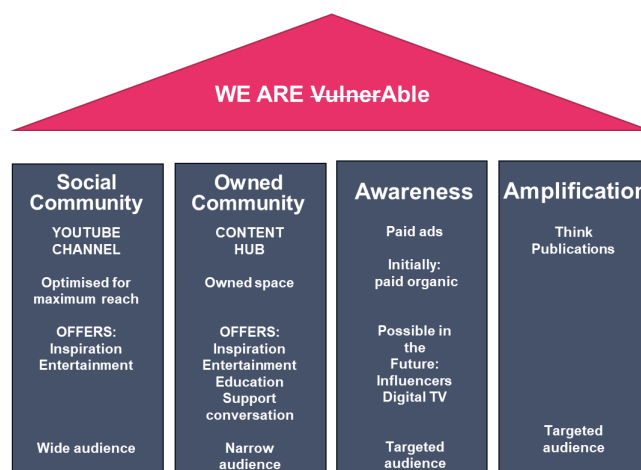 WE ARE VulnerAble
Social
Community
YOUTUBE
CHANNEL
Optimised for
maximum reach
OFFERS:
Inspiration
Entertainment
Wide audience
Owned
Community
CONTENT
HUB
Owned space
OFFERS:
Inspiration
Entertainment
Education
Support
conversation
Narrow
audience
Awareness
Paid ads
Initially:
paid organic
Possible in
the
Future:
Influencers
Digital TV
Targeted
audience
Amplification
Think
Publications
Targeted
audience